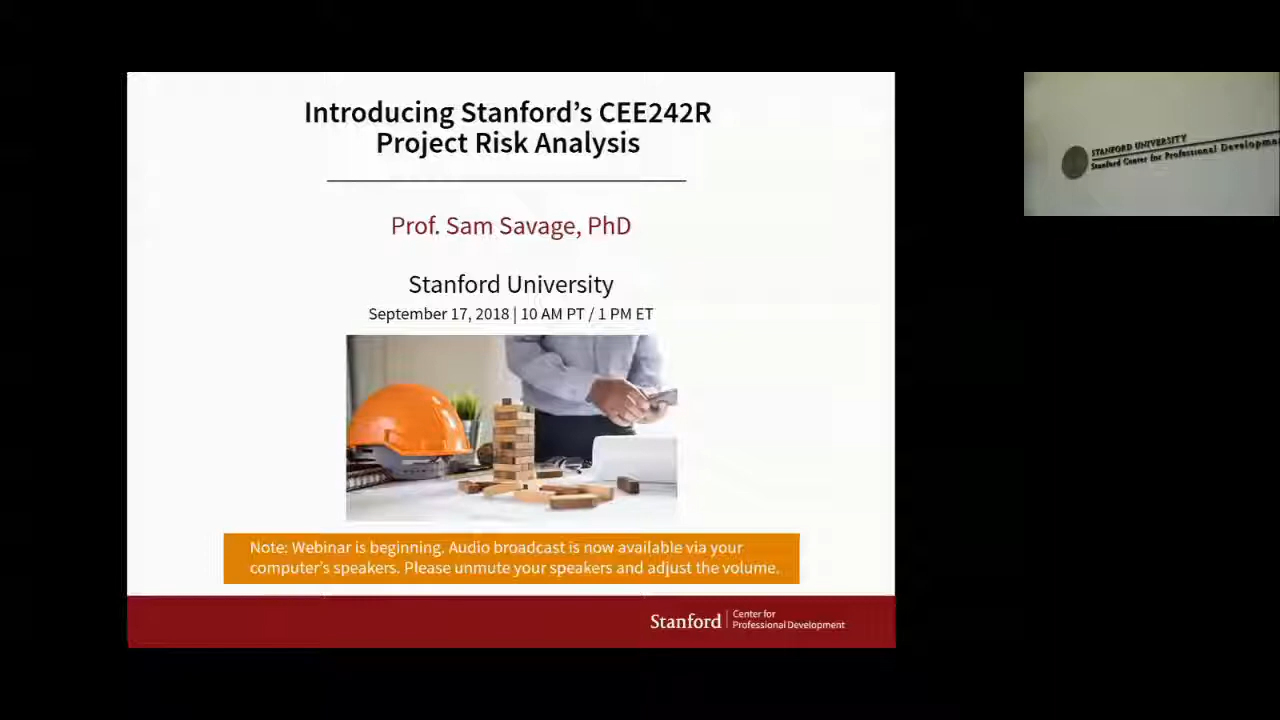 Introducing Stanford's CEE242R
Project Risk Analysis
Prof. Sam Savage, PhD
Stanford University
September 17, 2018 | 10 AM PT / 1 PM ET
Note: Webinar is beginning. Audio broadcast is now available via your
computer's speakers. Please unmute your speakers and adjust the volume.
Stanford | Center for
Professional Development
STANFORD UNIVERSITY
Stanford Center for Professional Developme